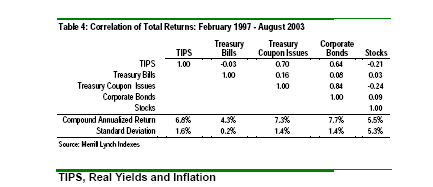 Table 4: Correlation of Total Returns: February 1997 - August 2003
TIPS Treasury Bills Treasury Coupon Issues Corporate Bonds Stocks
TIPS 1.00 -0.03 0.70 0.64 -0.21
Treasury Bills 1.00 0.16 0.08 0.03
Treasury Coupon Issues 1.00 0.84 -0.24
Corporate Bonds 1.00 0.09
Stocks 1.00
Compound Annualized Return 6.8% 4.3% 7.3% 7.7% 5.5%
Standard Deviation 1.6% 0.2% 1.4% 1.4% 5.3%
Source: Merrill Lynch Indexes
TIPS, Real Yields and Inflation